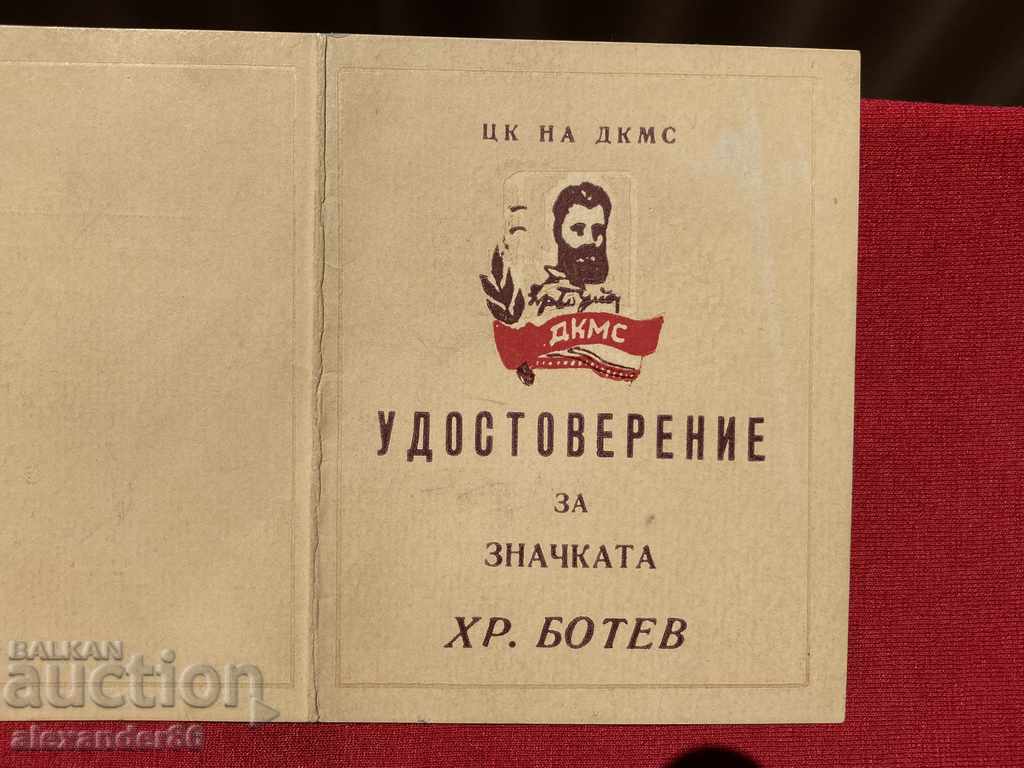 ЦК НА ДКМС
ДКМС
УДОСТОВЕРЕНИЕ
ЗА
ЗНАЧКАТА
ХР. БОТЕВ
BALKAN
auction
alexander86